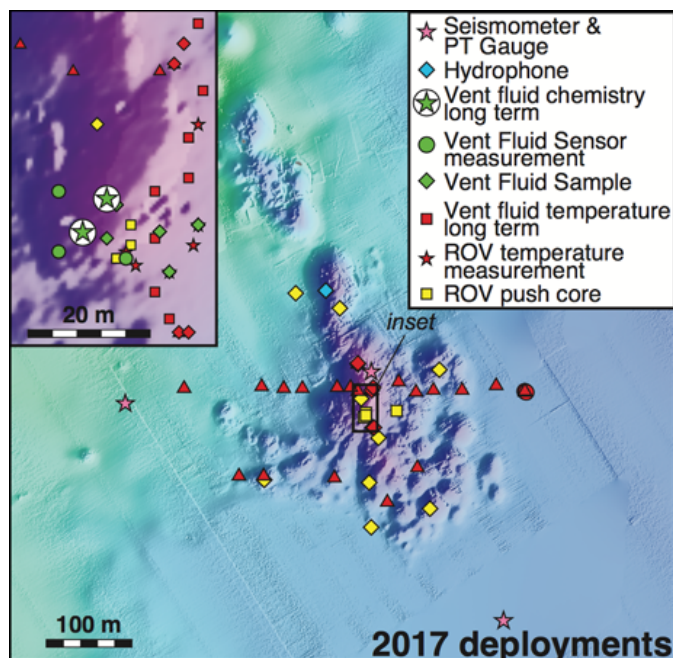 Seismometer &
PT Gauge
Hydrophone
Vent fluid chemistry
long term
Vent Fluid Sensor
measurement
Vent Fluid Sample
Vent fluid temperature
long term
ROV temperature
measurement
ROV push core
20 m
inset
100 m
2017 deployments